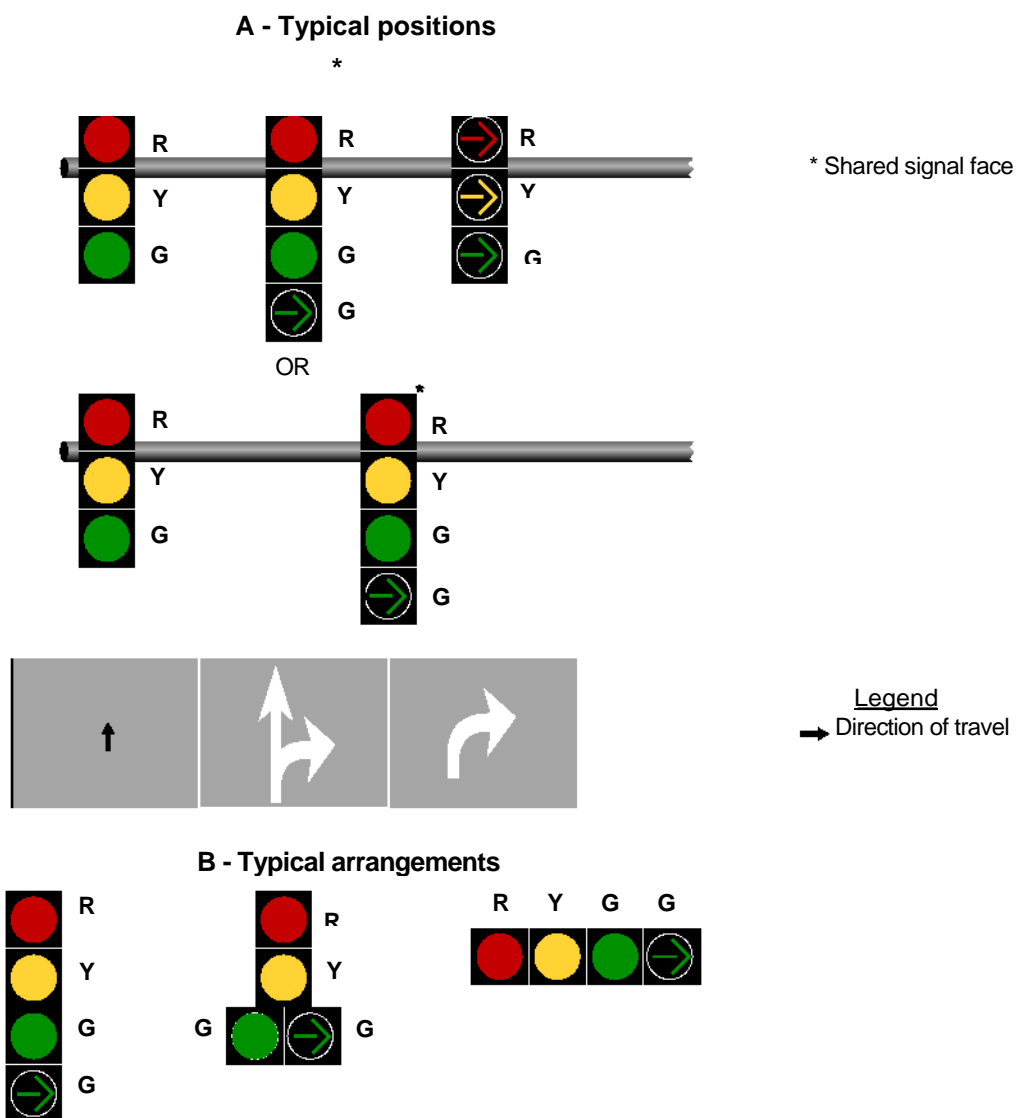 A - Typical positions
*
R R R
* Shared signal face
Y Y Y
G G G
G
OR
*
R R
Y Y
G G
G
Legend
Direction of travel
B - Typical arrangements
R R R Y G G
Y Y
G G G
G